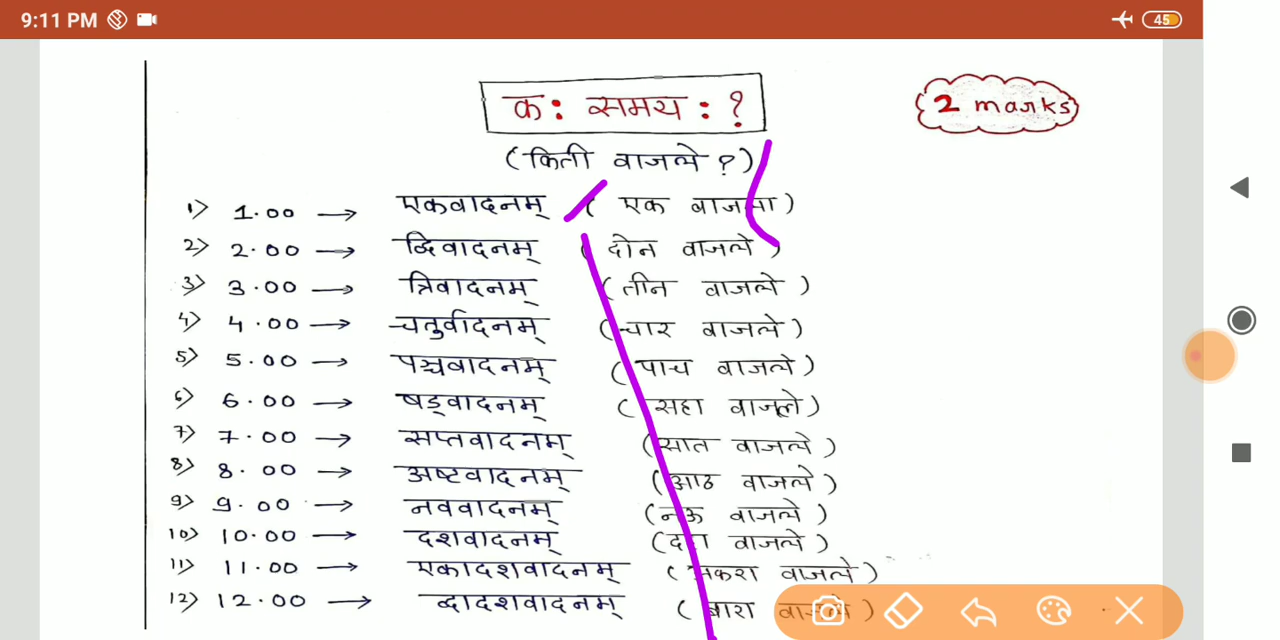 9:11 PM
45
क: समय: ?
2 marks
(किती वाजले ?)
1) 1.00 → एकवादनम् ( एक वाजला )
2) 2.00 → द्विवादनम् ( दोन वाजले )
3) 3.00 → त्रिवादनम् ( तीन वाजले )
4) 4.00 → चतुर्वादनम् ( चार वाजले )
5) 5.00 → पञ्चवादनम् ( पाच वाजले )
6) 6.00 → षड्वादनम् ( सहा वाजले )
7) 7.00 → सप्तवादनम् ( सात वाजले )
8) 8.00 → अष्टवादनम् ( आठ वाजले )
9) 9.00 → नववादनम् ( नऊ वाजले )
10) 10.00 → दशवादनम् ( दहा वाजले )
11) 11.00 → एकादशवादनम् ( अकरा वाजले )
12) 12.00 → द्वादशवादनम् ( बारा वाजले )